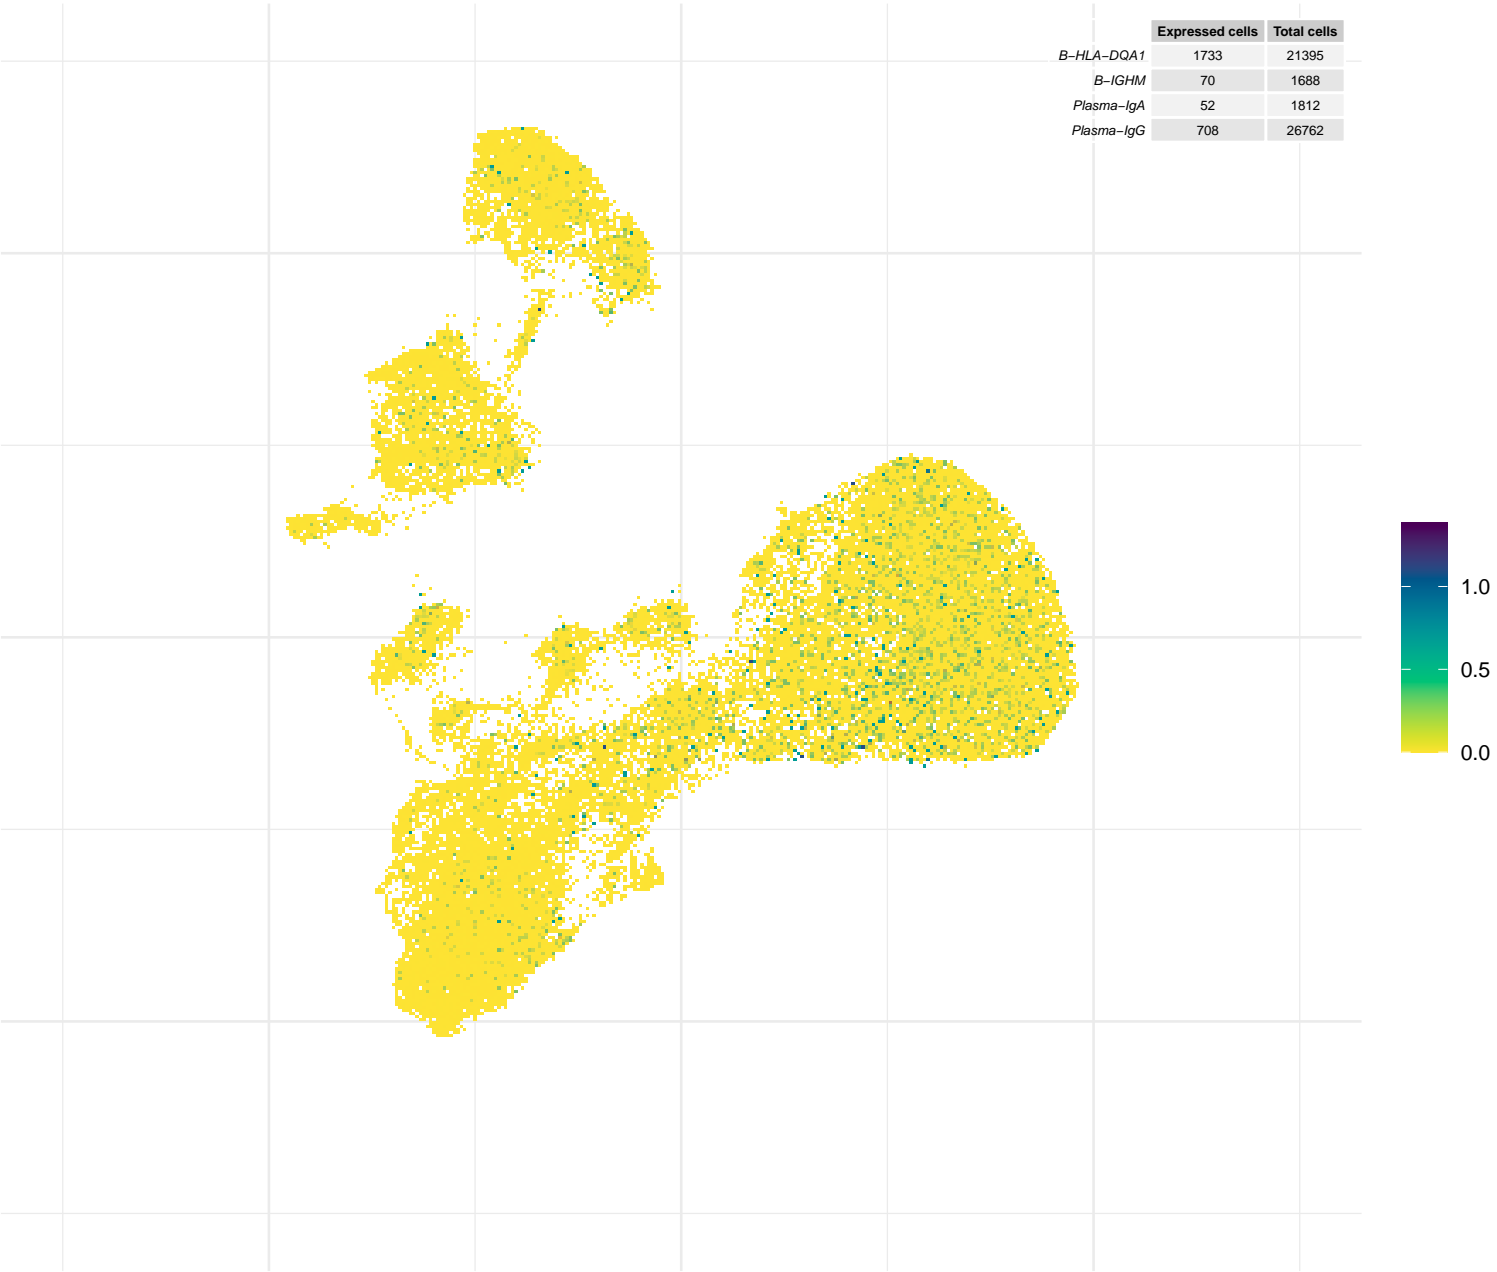 Expressed cells Total cells
B−HLA−DQA1 1733 21395
B−IGHM 70 1688
Plasma−IgA 52 1812
Plasma−IgG 708 26762
1.0
0.5
0.0